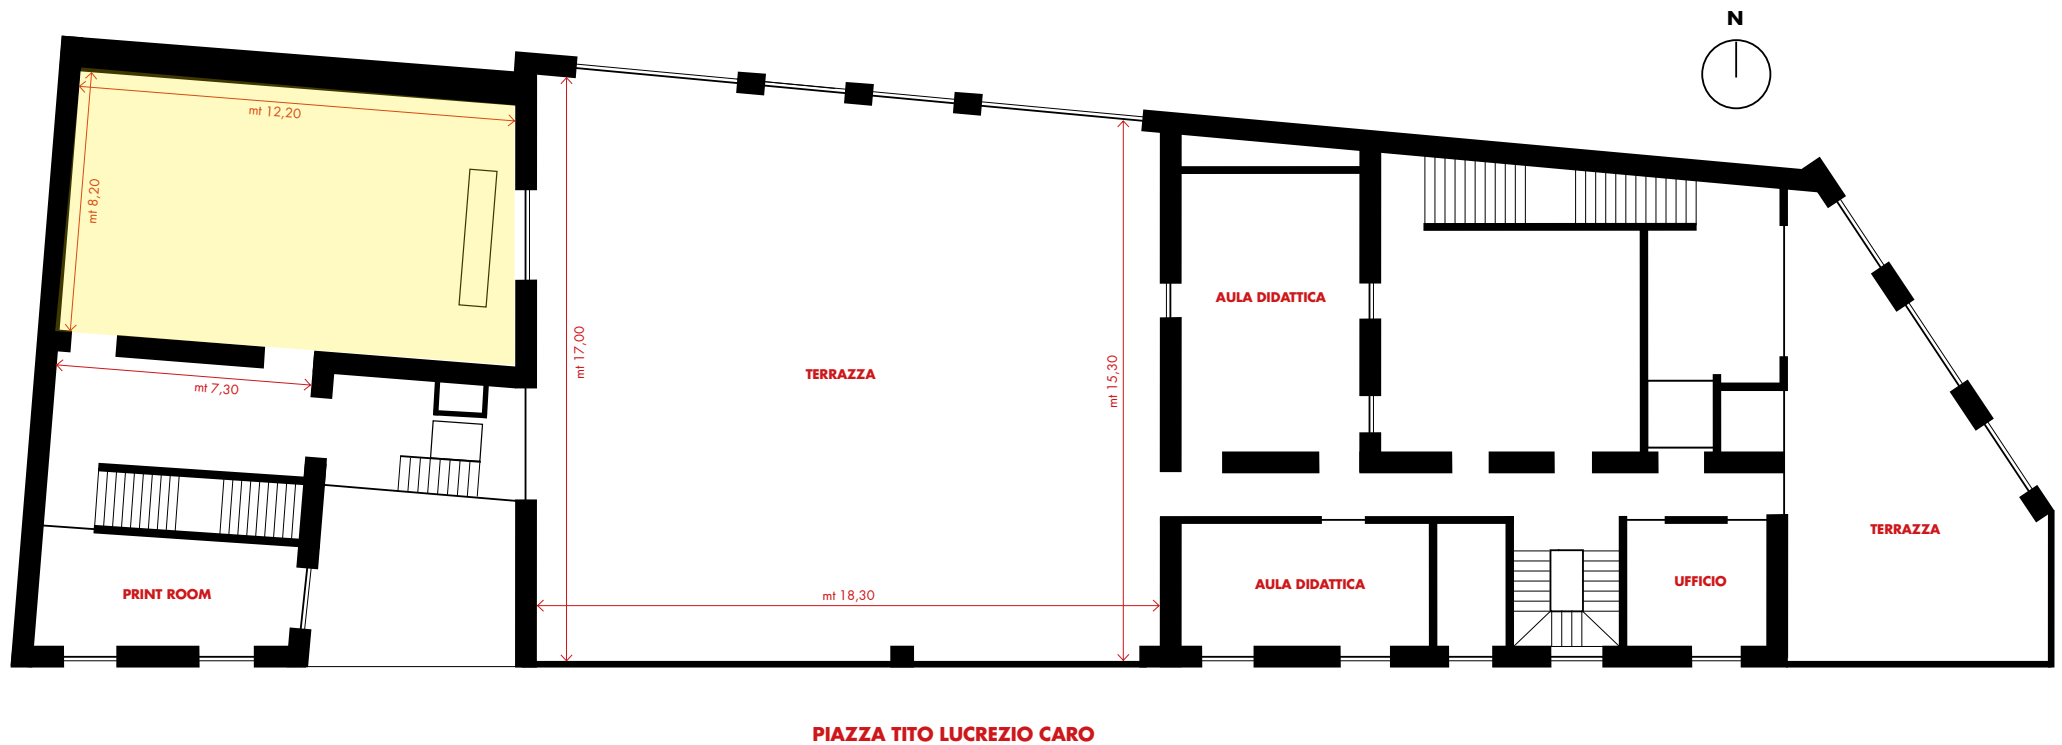 N
mt 12,20
mt 8,20
mt 7,30
mt 17,00
TERRAZZA
mt 15,30
AULA DIDATTICA
TERRAZZA
PRINT ROOM
mt 18,30
AULA DIDATTICA
UFFICIO
PIAZZA TITO LUCREZIO CARO